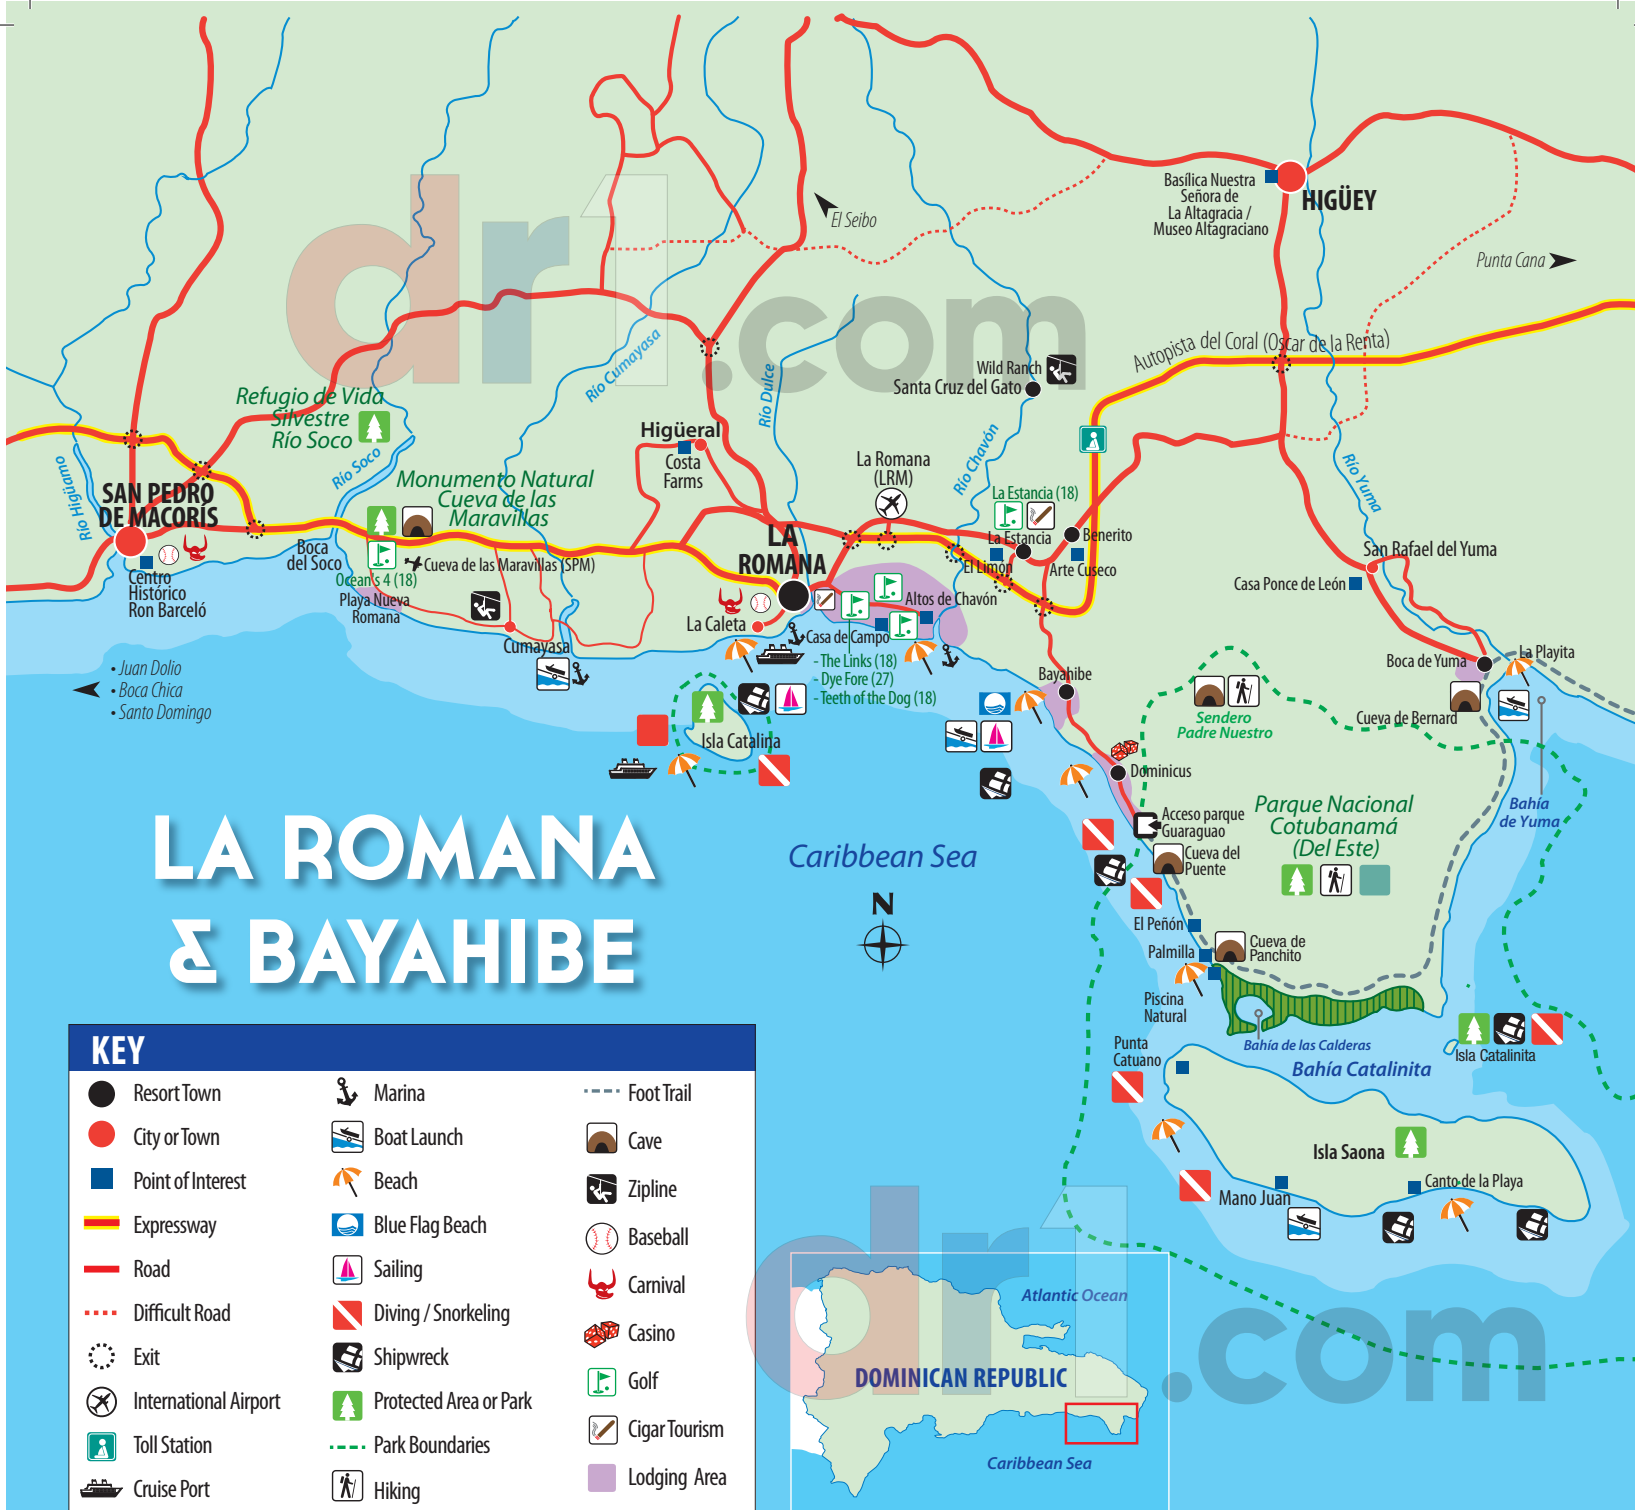 El Seibo
Basílica Nuestra
Señora de
La Altagracia /
Museo Altagraciano
HIGÜEY
Punta Cana
dr1.com
Autopista del Coral (Oscar de la Renta)
Río Cumayasa
Río Dulce
Wild Ranch
Santa Cruz del Gato
Refugio de Vida
Silvestre
Río Soco
Río Soco
Río Higüamo
Higüeral
Costa
Farms
La Romana
(LRM)
Río Chavón
Río Yuma
Monumento Natural
Cueva de las
Maravillas
SAN PEDRO
DE MACORÍS
Centro
Histórico
Ron Barceló
Boca
del Soco
Ocean's 4 (18)
Playa Nueva
Romana
Cueva de las Maravillas (SPM)
Cumayasa
LA
ROMANA
La Caleta
La Estancia (18)
La Estancia
El Limón
Benerito
Arte Cuseco
Altos de Chavón
Casa de Campo
- The Links (18)
- Dye Fore (27)
- Teeth of the Dog (18)
San Rafael del Yuma
Casa Ponce de León
Boca de Yuma
La Playita
Cueva de Bernard
Bahía
de Yuma
• Juan Dolio
• Boca Chica
• Santo Domingo
Isla Catalina
Bayahibe
Dominicus
Sendero
Padre Nuestro
Acceso parque
Guaraguao
Cueva del
Puente
Parque Nacional
Cotubanamá
(Del Este)
El Peñón
Palmilla
Cueva de
Panchito
Piscina
Natural
Bahía de las Calderas
Bahía Catalinita
Isla Catalinita
Punta
Catuano
Isla Saona
Mano Juan
Canto de la Playa
Caribbean Sea
N
LA ROMANA
& BAYAHIBE
KEY
Resort Town
City or Town
Point of Interest
Expressway
Road
Difficult Road
Exit
International Airport
Toll Station
Cruise Port
Marina
Boat Launch
Beach
Blue Flag Beach
Sailing
Diving / Snorkeling
Shipwreck
Protected Area or Park
Park Boundaries
Hiking
Foot Trail
Cave
Zipline
Baseball
Carnival
Casino
Golf
Cigar Tourism
Lodging Area
Atlantic Ocean
DOMINICAN REPUBLIC
Caribbean Sea
dr1.com